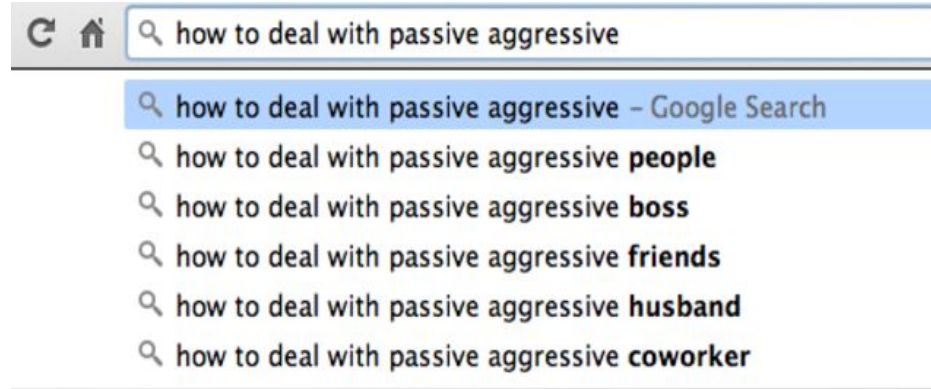 how to deal with passive aggressive
how to deal with passive aggressive – Google Search
how to deal with passive aggressive people
how to deal with passive aggressive boss
how to deal with passive aggressive friends
how to deal with passive aggressive husband
how to deal with passive aggressive coworker